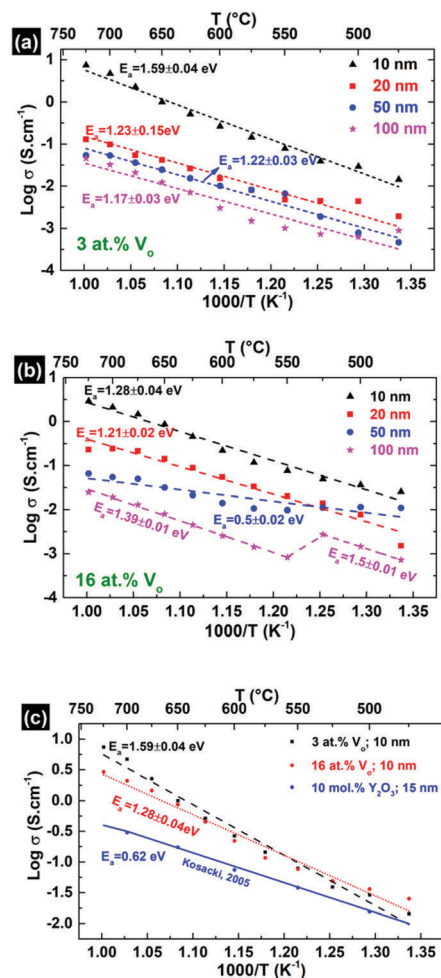 T (°C)
750 700 650 600 550 500
(a)
1
0
-1
-2
-3
-4
Log σ (S.cm⁻¹)
Eₐ=1.59±0.04 eV
Eₐ=1.23±0.15eV
Eₐ=1.22±0.03 eV
Eₐ=1.17±0.03 eV
10 nm
20 nm
50 nm
100 nm
3 at.% Vₒ
1.00 1.05 1.10 1.15 1.20 1.25 1.30 1.35
1000/T (K⁻¹)
T (°C)
750 700 650 600 550 500
(b)
2
1
0
-1
-2
-3
-4
Log σ (S.cm⁻¹)
Eₐ=1.28±0.04 eV
Eₐ=1.21±0.02 eV
Eₐ=0.5±0.02 eV
Eₐ=1.39±0.01 eV
Eₐ=1.5±0.01 eV
10 nm
20 nm
50 nm
100 nm
16 at.% Vₒ
1.00 1.05 1.10 1.15 1.20 1.25 1.30 1.35
1000/T (K⁻¹)
T (°C)
750 700 650 600 550 500
(c)
1.0
0.5
0.0
-0.5
-1.0
-1.5
-2.0
Log σ (S.cm⁻¹)
Eₐ=1.59±0.04 eV
Eₐ=1.28±0.04eV
Eₐ=0.62 eV
Kosacki, 2005
3 at.% Vₒ; 10 nm
16 at.% Vₒ; 10 nm
10 mol.% Y₂O₃; 15 nm
1.00 1.05 1.10 1.15 1.20 1.25 1.30 1.35
1000/T (K⁻¹)